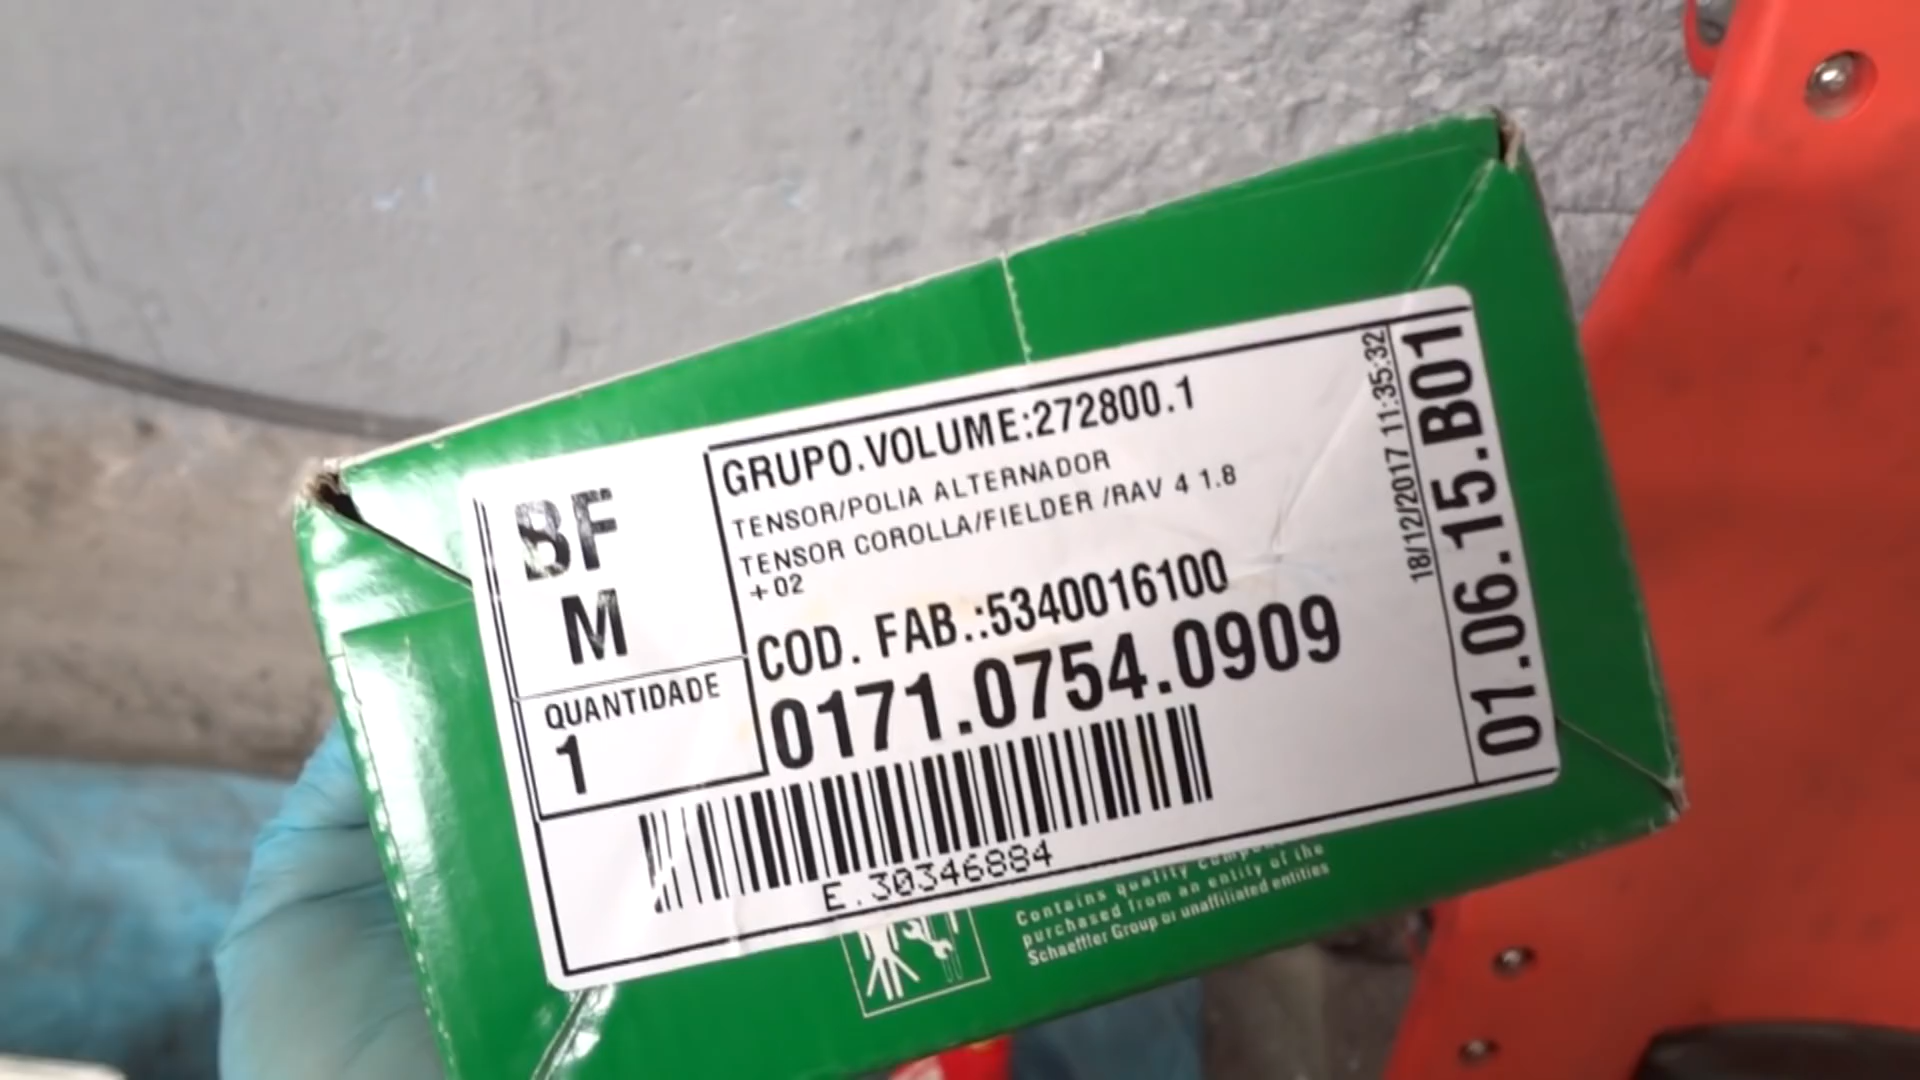 BF
M
QUANTIDADE
1
GRUPO.VOLUME:272800.1
TENSOR/POLIA ALTERNADOR
TENSOR COROLLA/FIELDER /RAV 4 1.8
+02
COD. FAB.:5340016100
0171.0754.0909
E.30346884
18/12/2017 11:35:32
01.06.15.B01
Contains quality
purchased from an entity of the
Schaeffler Group or unaffiliated entities